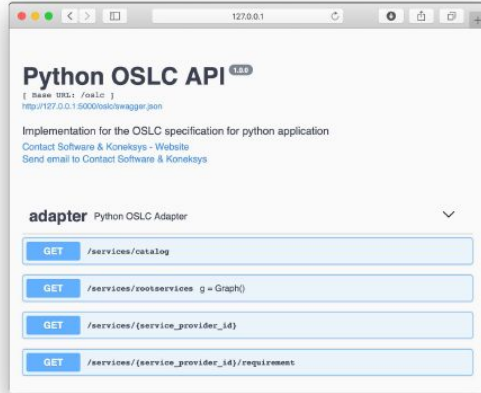 127.0.0.1
Python OSLC API 1.0.0
[ Base URL: /oslc ]
http://127.0.0.1:5000/oslc/swagger.json
Implementation for the OSLC specification for python application
Contact Software & Koneksys - Website
Send email to Contact Software & Koneksys
adapter Python OSLC Adapter
GET /services/catalog
GET /services/rootservices g = Graph()
GET /services/{service_provider_id}
GET /services/{service_provider_id}/requirement